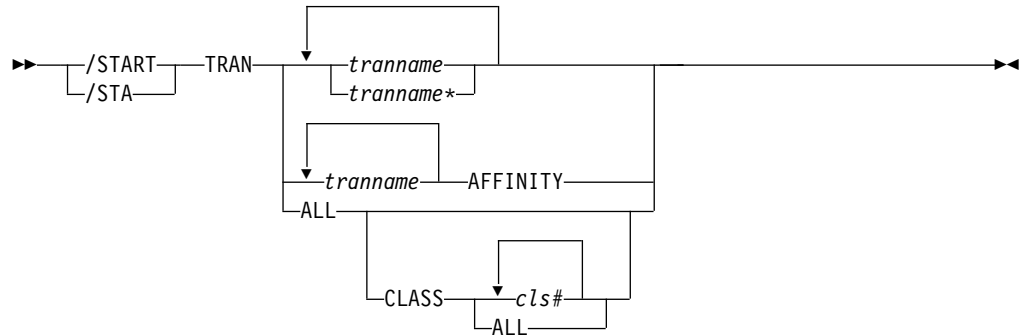 /START TRAN tranname
/STA tranname*
tranname AFFINITY
ALL
CLASS cls#
ALL